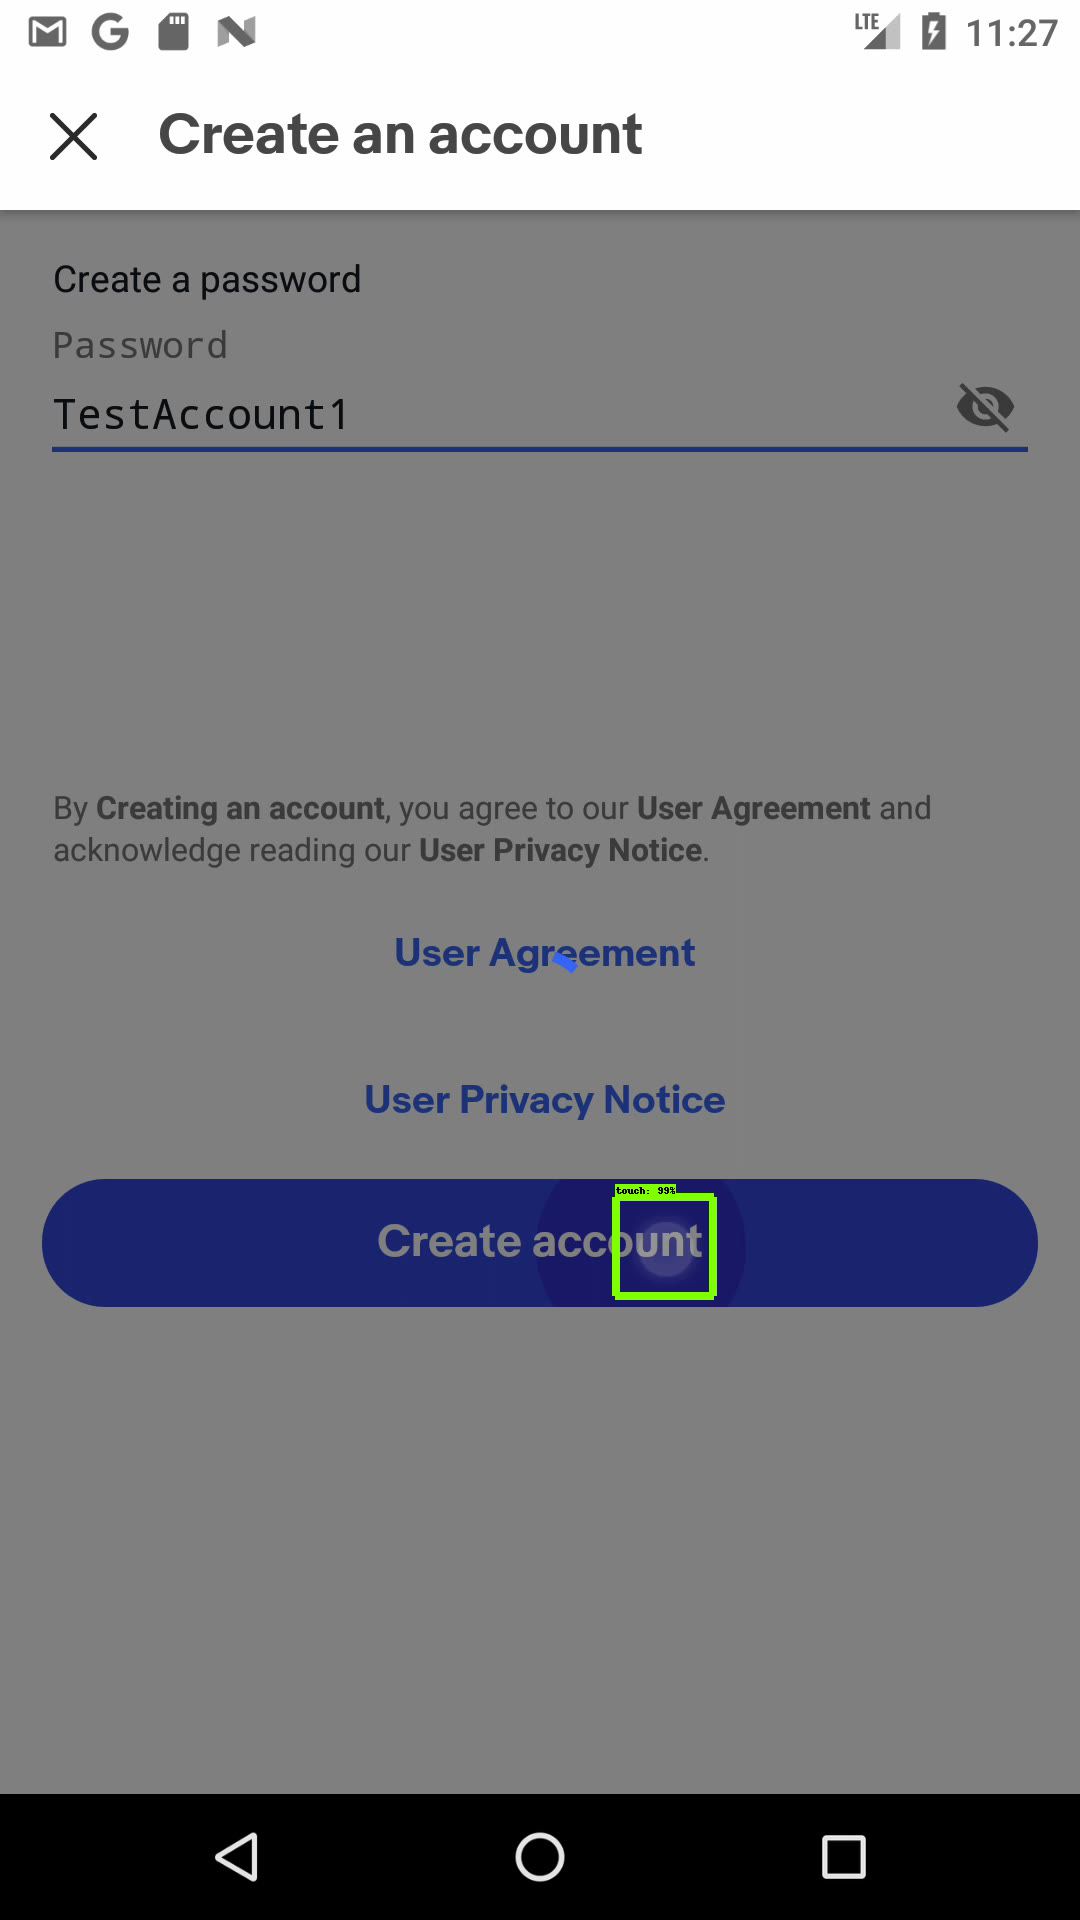 LTE 11:27
Create an account
Create a password
Password
TestAccount1
By Creating an account, you agree to our User Agreement and
acknowledge reading our User Privacy Notice.
User Agreement
User Privacy Notice
touch: 99%
Create account